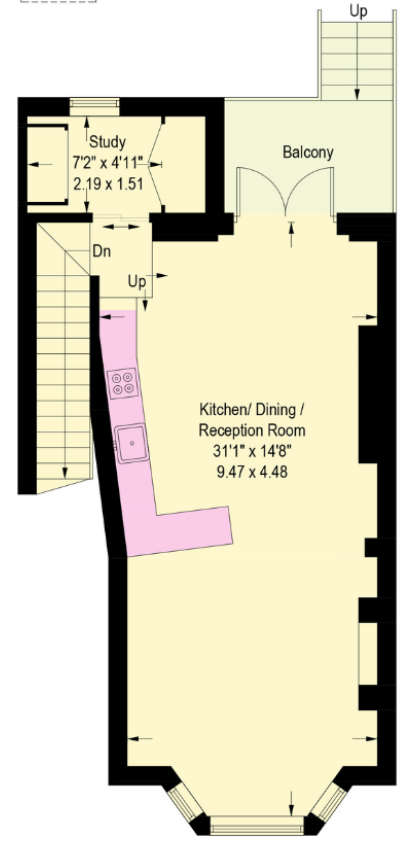 Up
Study
7'2" x 4'11"
2.19 x 1.51
Balcony
Dn
Up
Kitchen/ Dining /
Reception Room
31'1" x 14'8"
9.47 x 4.48